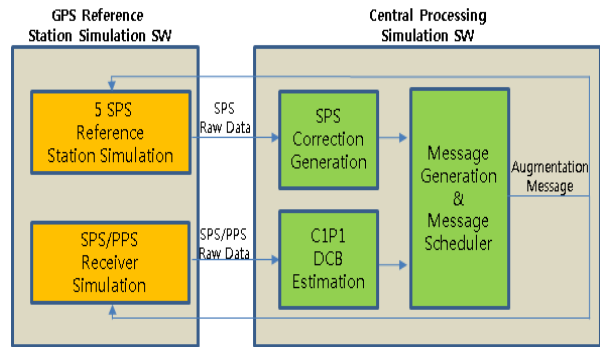 GPS Reference
Station Simulation SW
Central Processing
Simulation SW
5 SPS
Reference
Station Simulation
SPS
Raw Data
SPS
Correction
Generation
Message
Generation
&
Message
Scheduler
Augmentation
Message
SPS/PPS
Receiver
Simulation
SPS/PPS
Raw Data
C1P1
DCB
Estimation